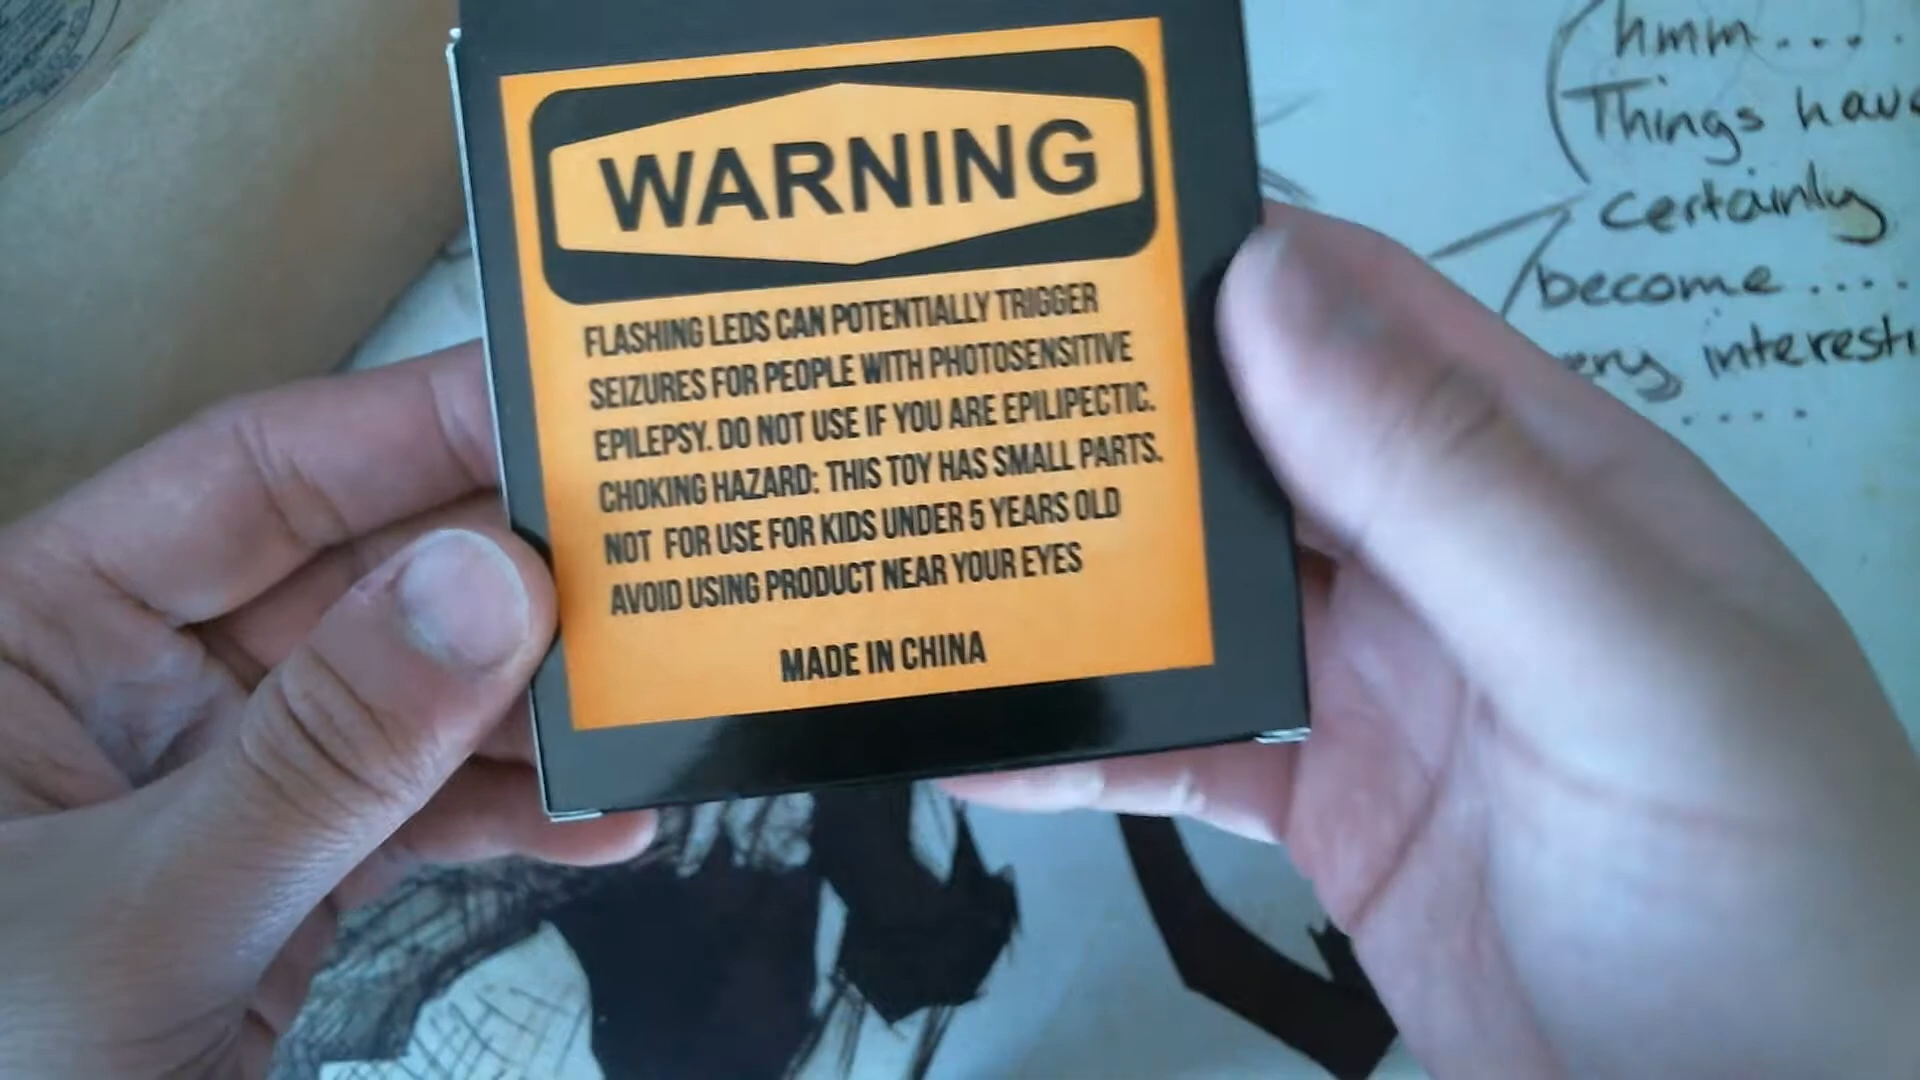 WARNING
FLASHING LEDS CAN POTENTIALLY TRIGGER
SEIZURES FOR PEOPLE WITH PHOTOSENSITIVE
EPILEPSY. DO NOT USE IF YOU ARE EPILIPECTIC.
CHOKING HAZARD: THIS TOY HAS SMALL PARTS.
NOT FOR USE FOR KIDS UNDER 5 YEARS OLD
AVOID USING PRODUCT NEAR YOUR EYES
MADE IN CHINA
hmm....
Things have
certainly
become....
interesti
....